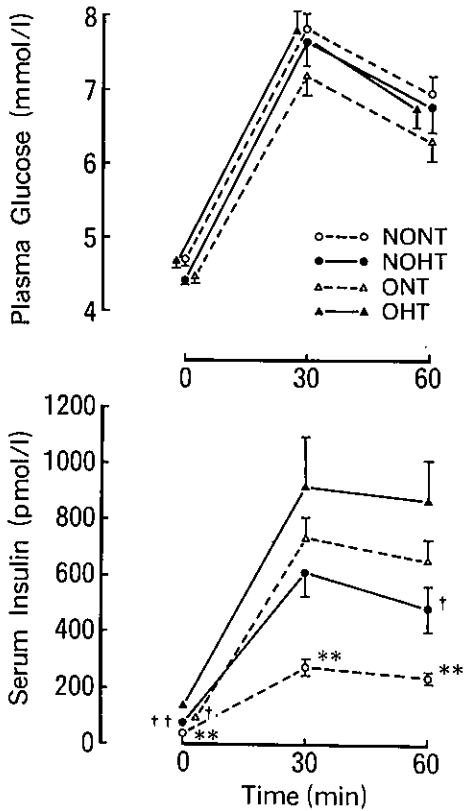 Plasma Glucose (mmol/l)
8
7
6
5
4
NONT
NOHT
ONT
OHT
0 30 60
Serum Insulin (pmol/l)
1200
1000
800
600
400
200
0
†
**
**
† †
†
**
0 30 60
Time (min)